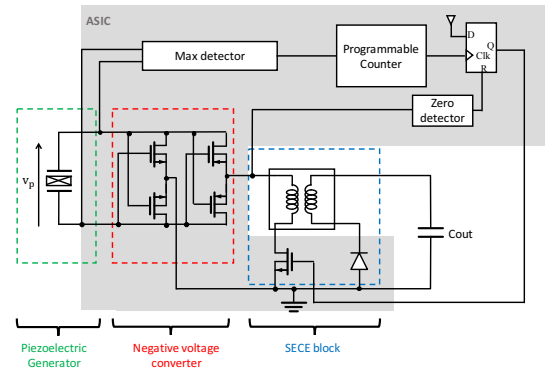 ASIC
Max detector
Programmable
Counter
D
Q
Clk
R
Zero
detector
vp
Cout
Piezoelectric
Generator
Negative voltage
converter
SECE block